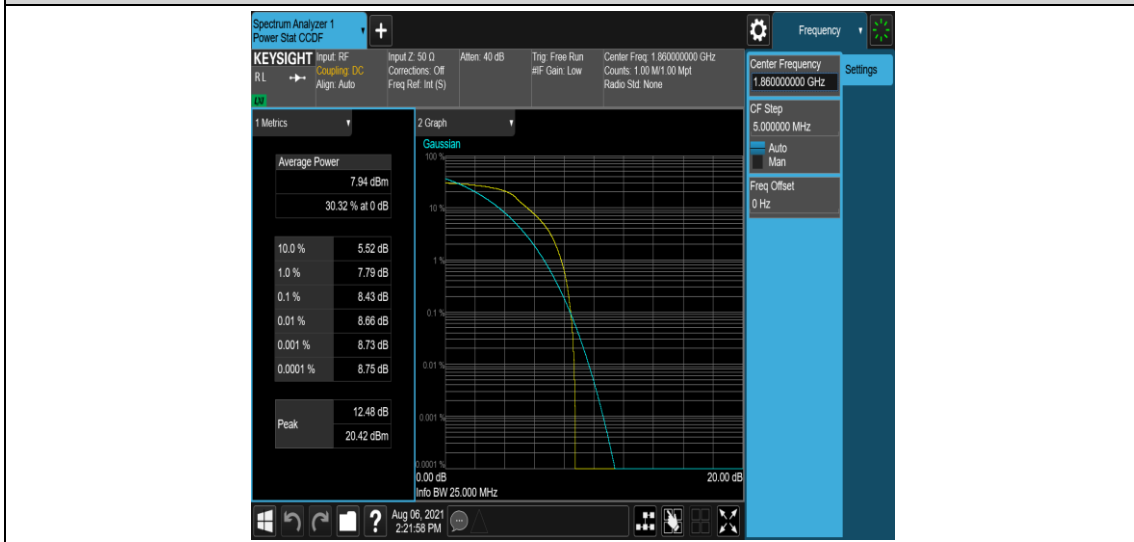 Spectrum Analyzer 1
Power Stat CCDF
+
Frequency
KEYSIGHT
RL
LXI
Input: RF
Coupling: DC
Align: Auto
Input Z: 50 Ω
Corrections: Off
Freq Ref: Int (S)
Atten: 40 dB
Trig: Free Run
#IF Gain: Low
Center Freq: 1.860000000 GHz
Counts: 1.00 M/1.00 Mpt
Radio Std: None
Center Frequency
1.860000000 GHz
Settings
CF Step
5.000000 MHz
Auto
Man
Freq Offset
0 Hz
1 Metrics
Average Power
7.94 dBm
30.32 % at 0 dB
10.0 % 5.52 dB
1.0 % 7.79 dB
0.1 % 8.43 dB
0.01 % 8.66 dB
0.001 % 8.73 dB
0.0001 % 8.75 dB
Peak
12.48 dB
20.42 dBm
2 Graph
Gaussian
100 %
10 %
1 %
0.1 %
0.01 %
0.001 %
0.0001 %
0.00 dB 20.00 dB
Info BW 25.000 MHz
?
Aug 06, 2021
2:21:58 PM